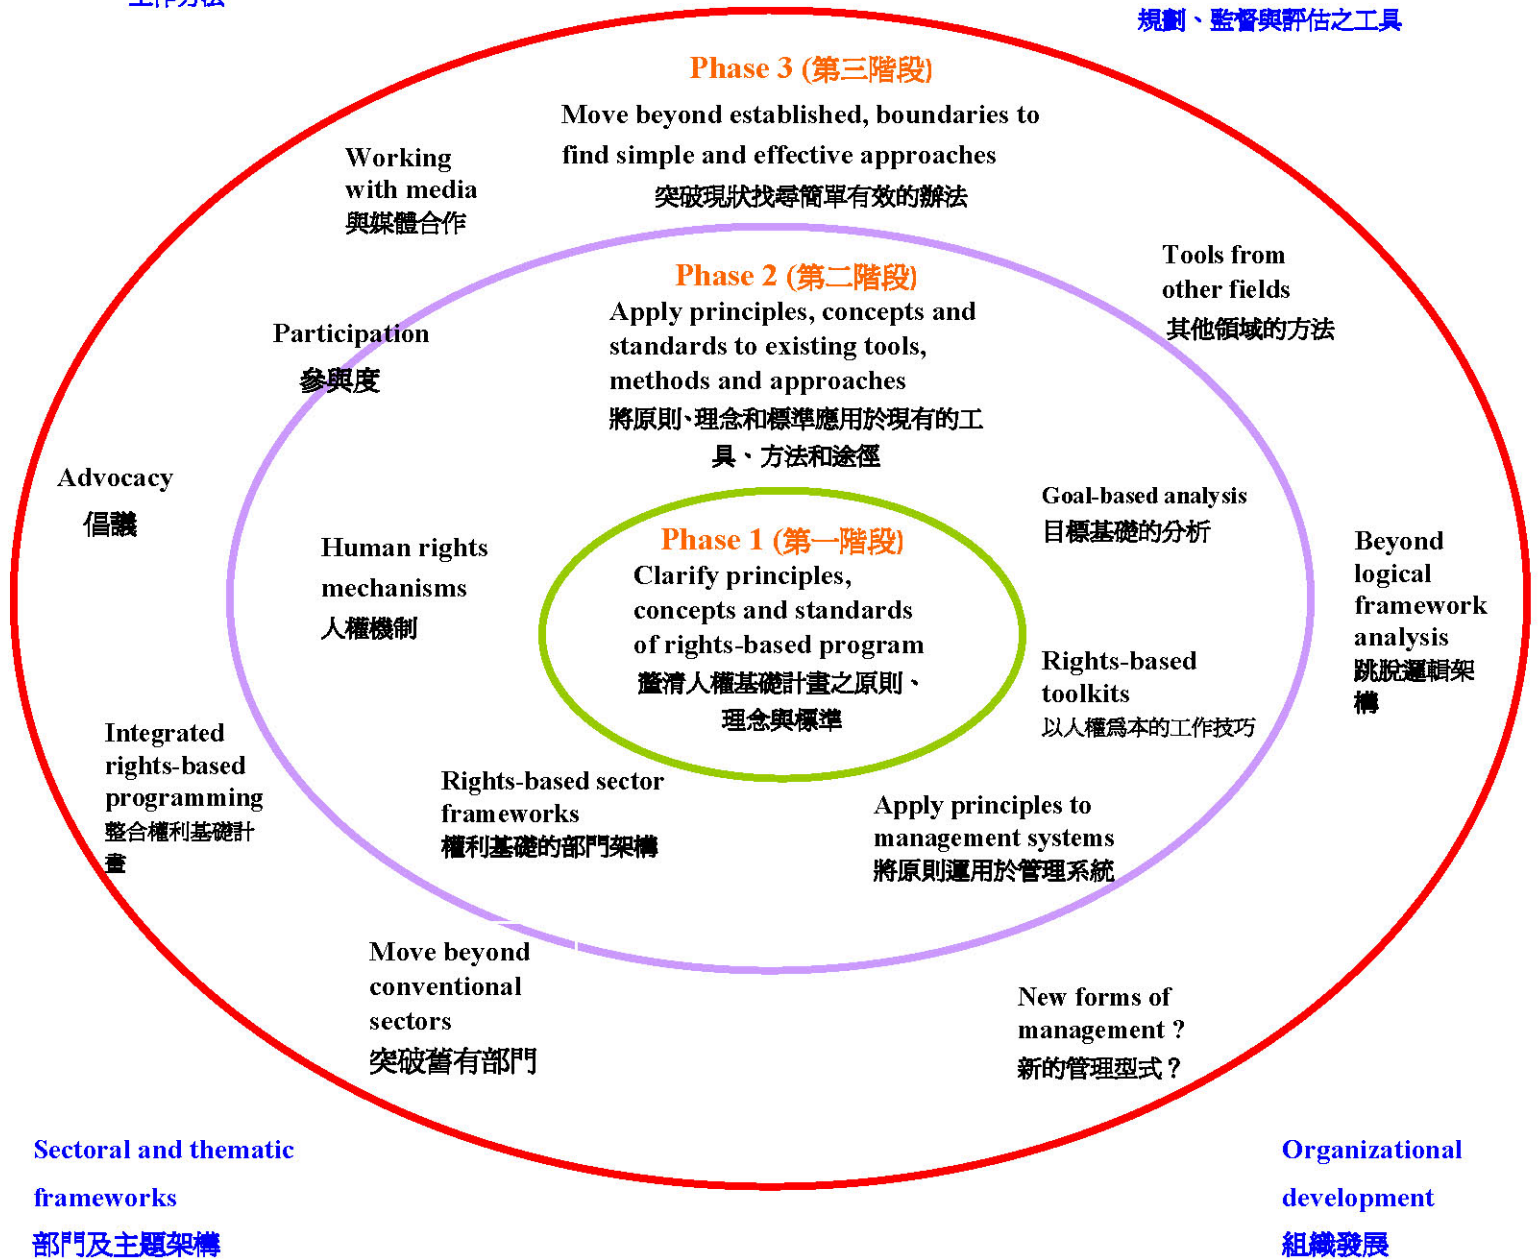 工作方法
規劃、監督與評估之工具
Phase 3 (第三階段)
Move beyond established, boundaries to
find simple and effective approaches
突破現狀找尋簡單有效的辦法
Working
with media
與媒體合作
Tools from
other fields
其他領域的方法
Phase 2 (第二階段)
Apply principles, concepts and
standards to existing tools,
methods and approaches
將原則、理念和標準應用於現有的工
具、方法和途徑
Participation
參與度
Advocacy
倡議
Goal-based analysis
目標基礎的分析
Human rights
mechanisms
人權機制
Phase 1 (第一階段)
Clarify principles,
concepts and standards
of rights-based program
釐清人權基礎計畫之原則、
理念與標準
Beyond
logical
framework
analysis
跳脫邏輯架
構
Rights-based
toolkits
以人權為本的工作技巧
Integrated
rights-based
programming
整合權利基礎計
畫
Rights-based sector
frameworks
權利基礎的部門架構
Apply principles to
management systems
將原則運用於管理系統
Move beyond
conventional
sectors
突破舊有部門
New forms of
management ?
新的管理型式？
Sectoral and thematic
frameworks
部門及主題架構
Organizational
development
組織發展